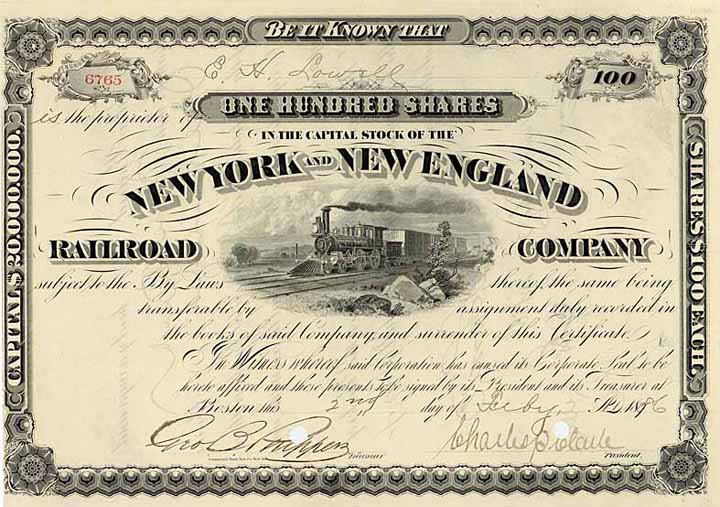 BE IT KNOWN THAT
6765
SHARES
100
E. H. Lowell
is the proprietor of
ONE HUNDRED SHARES
IN THE CAPITAL STOCK OF THE
NEW YORK AND NEW ENGLAND
RAILROAD COMPANY
subject to the By Laws thereof, the same being
transferable by assignment duly recorded in
the books of said Company, and surrender of this Certificate.
In Witness whereof said Corporation has caused its Corporate Seal to be
hereto affixed and these presents to be signed by its President and its Treasurer at
Boston this 2nd day of Feby A.D. 1886
Treasurer
President.
CAPITAL $20,000,000.
SHARES $100 EACH.